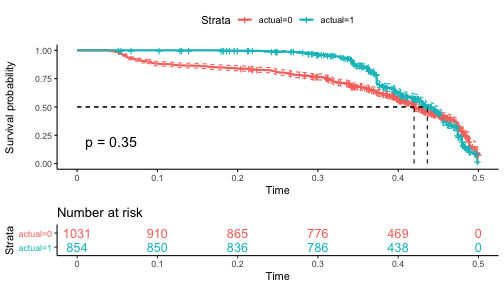 Strata actual=0 actual=1
Survival probability
1.00
0.75
0.50
0.25
0.00
p = 0.35
0 0.1 0.2 0.3 0.4 0.5
Time
Number at risk
Strata
actual=0 1031 910 865 776 469 0
actual=1 854 850 836 786 438 0
0 0.1 0.2 0.3 0.4 0.5
Time